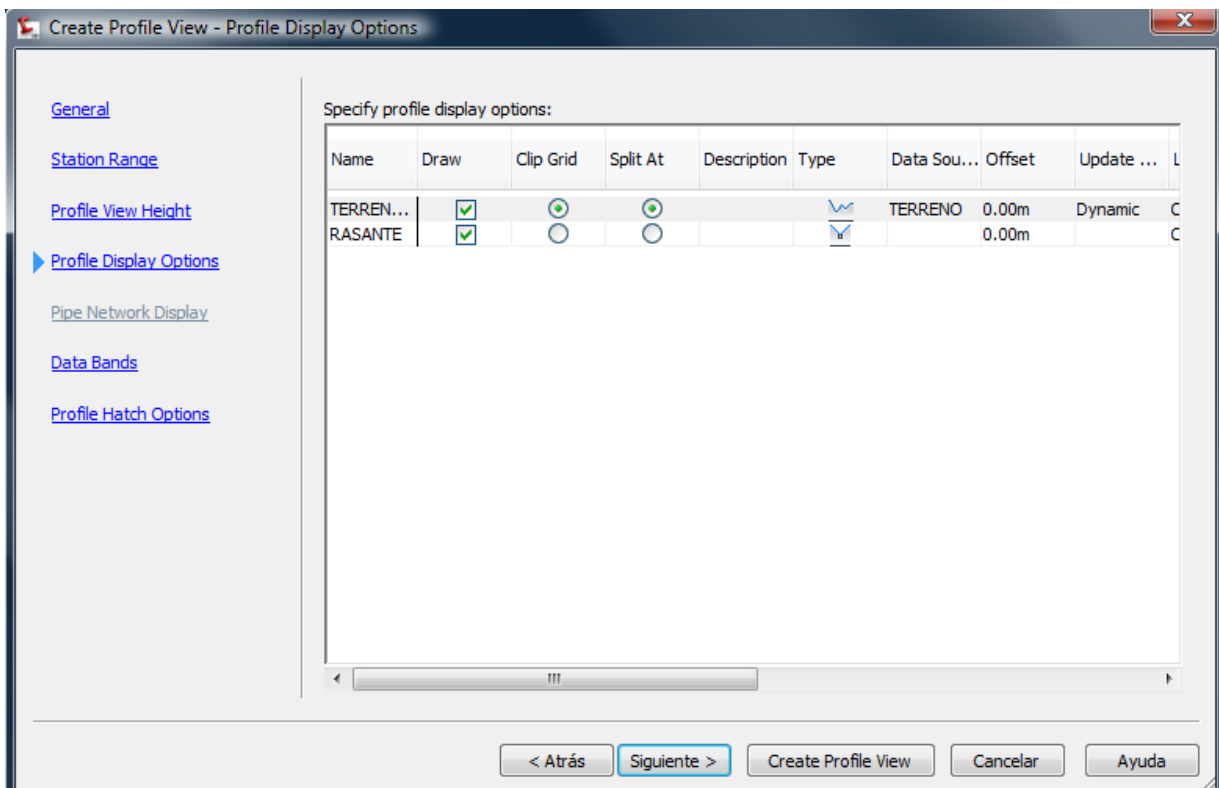 Create Profile View - Profile Display Options
General
Station Range
Profile View Height
Profile Display Options
Pipe Network Display
Data Bands
Profile Hatch Options
Specify profile display options:
Name Draw Clip Grid Split At Description Type Data Sou... Offset Update ... L
TERREN... TERRENO 0.00m Dynamic C
RASANTE 0.00m C
< Atrás Siguiente > Create Profile View Cancelar Ayuda